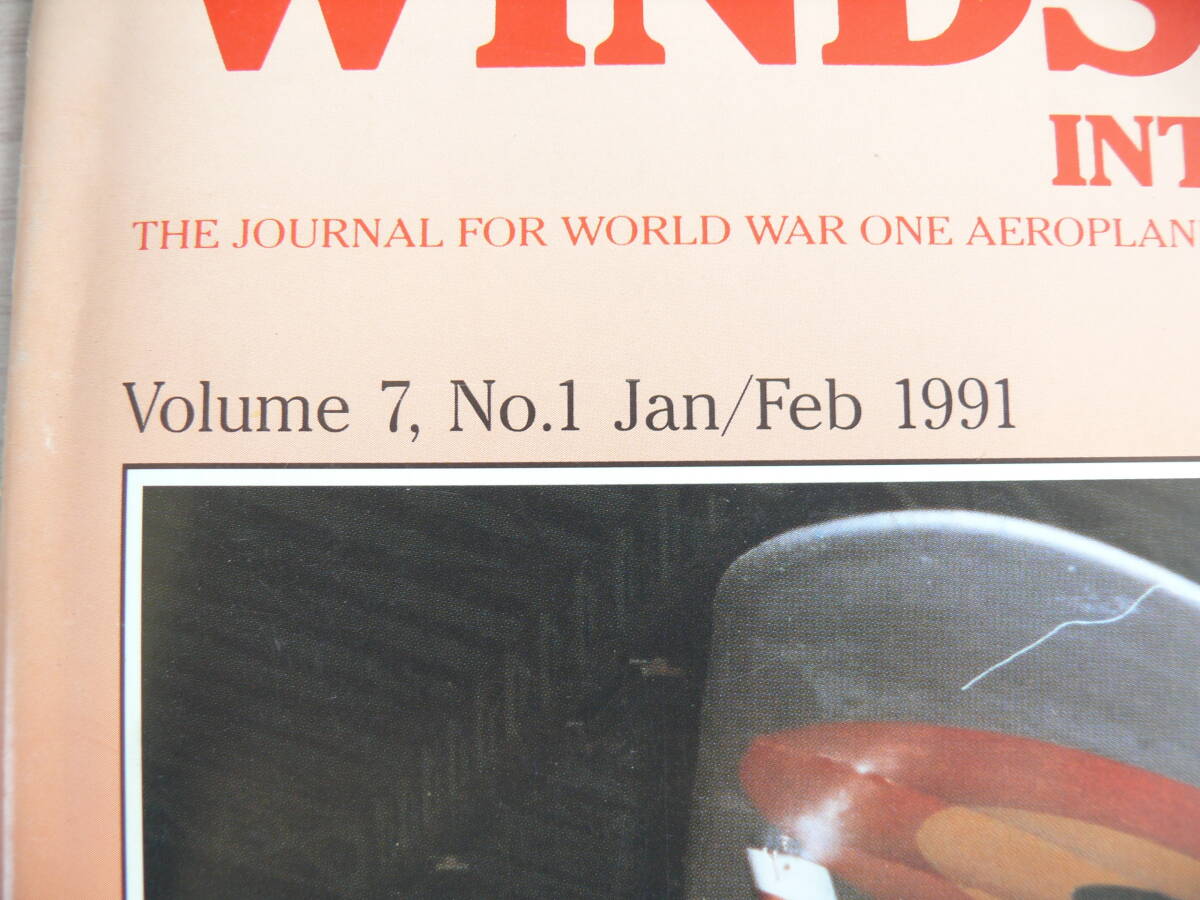 WINDS
INT
THE JOURNAL FOR WORLD WAR ONE AEROPLAN
Volume 7, No.1 Jan/Feb 1991